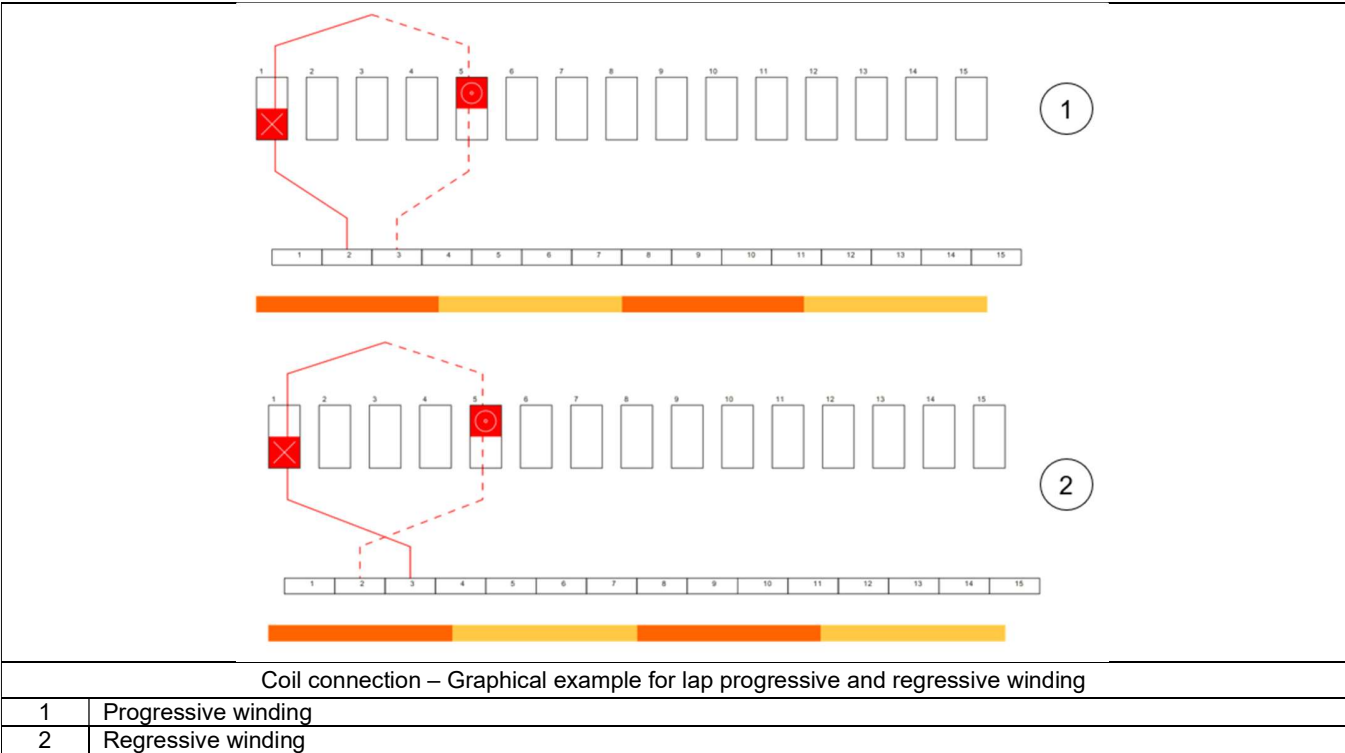 1 2 3 4 5 6 7 8 9 10 11 12 13 14 15
1
1 2 3 4 5 6 7 8 9 10 11 12 13 14 15
1 2 3 4 5 6 7 8 9 10 11 12 13 14 15
2
1 2 3 4 5 6 7 8 9 10 11 12 13 14 15
Coil connection – Graphical example for lap progressive and regressive winding
1 Progressive winding
2 Regressive winding